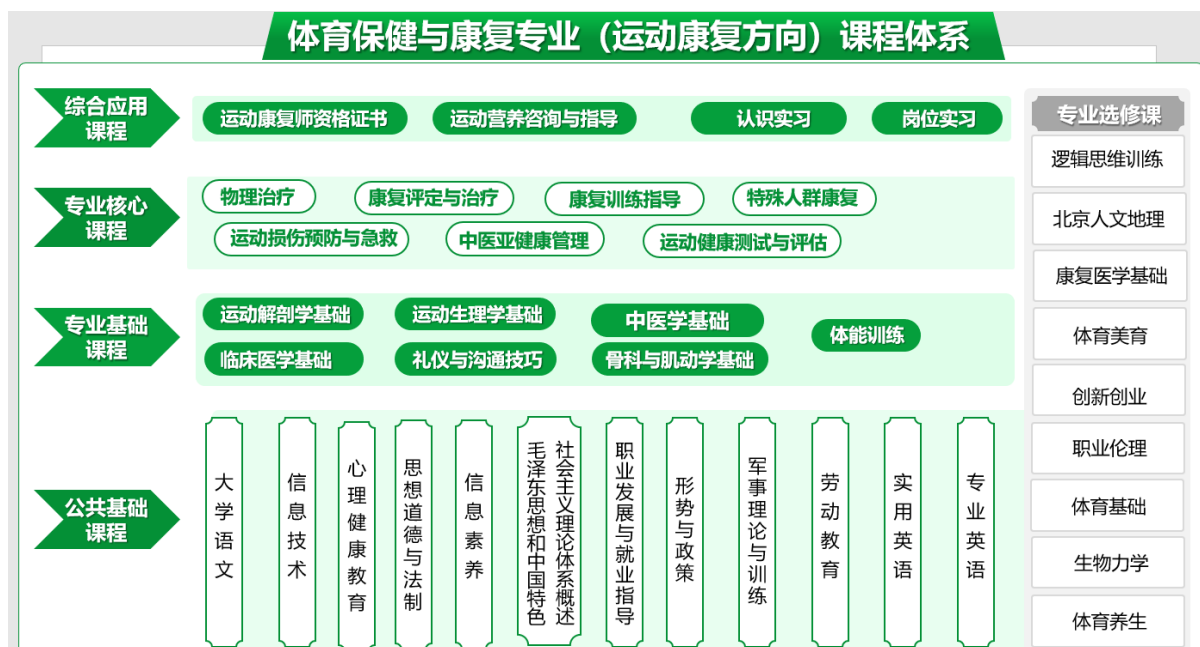 体育保健与康复专业（运动康复方向）课程体系
综合应用
课程
运动康复师资格证书
运动营养咨询与指导
认识实习
岗位实习
专业核心
课程
物理治疗
康复评定与治疗
康复训练指导
特殊人群康复
运动损伤预防与急救
中医亚健康管理
运动健康测试与评估
专业基础
课程
运动解剖学基础
运动生理学基础
中医学基础
体能训练
临床医学基础
礼仪与沟通技巧
骨科与肌动学基础
公共基础
课程
大学语文
信息技术
心理健康教育
思想道德与法制
信息素养
毛泽东思想和中国特色
社会主义理论体系概述
职业发展与就业指导
形势与政策
军事理论与训练
劳动教育
实用英语
专业英语
专业选修课
逻辑思维训练
北京人文地理
康复医学基础
体育美育
创新创业
职业伦理
体育基础
生物力学
体育养生